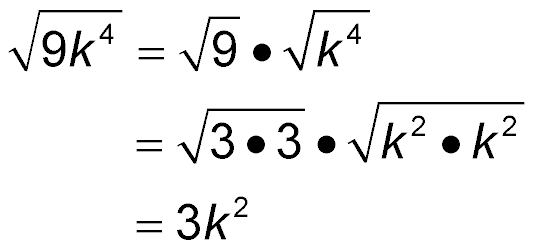 √9k⁴ = √9 • √k⁴
= √3 • 3 • √k² • k²
= 3k²